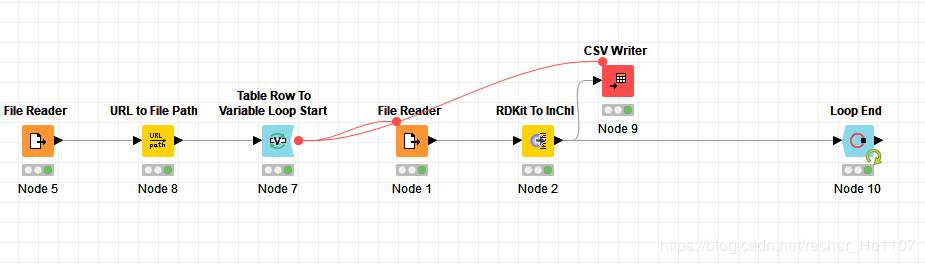 CSV Writer
Table Row To
File Reader
URL to File Path
Variable Loop Start
File Reader
RDKit To InChI
Loop End
URL
path
V
Node 9
Node 5
Node 8
Node 7
Node 1
Node 2
Node 10
https://blog.csdn.net/recher_He1107